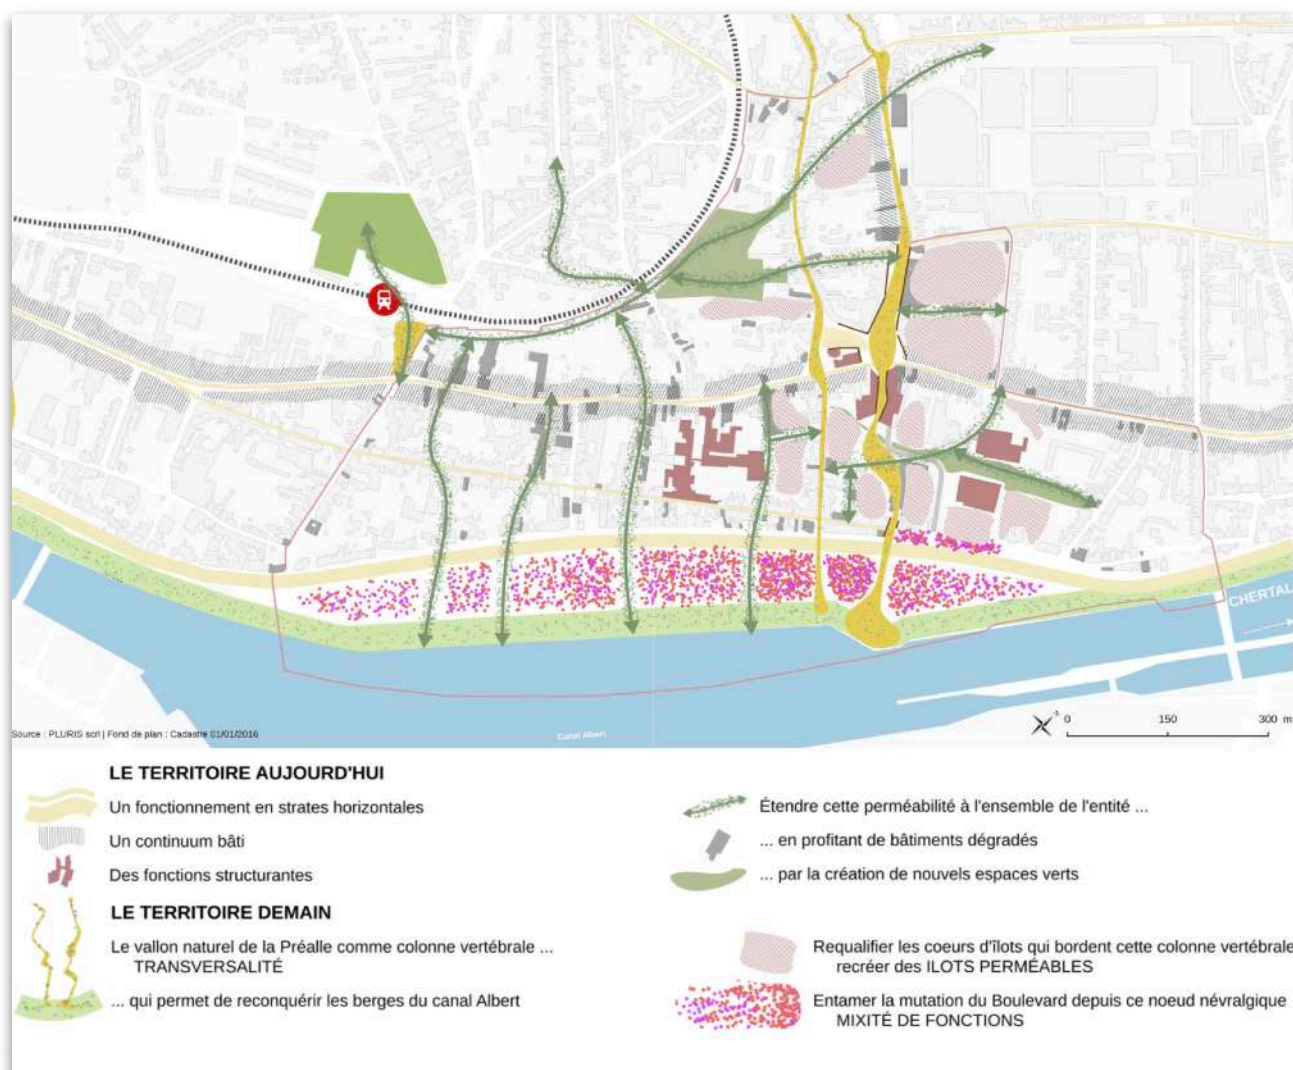 CHERTAL
0 150 300 m
Source : PLURIS scrl | Fond de plan : Cadastre 01/01/2016
Canal Albert
LE TERRITOIRE AUJOURD'HUI
Un fonctionnement en strates horizontales
Un continuum bâti
Des fonctions structurantes
LE TERRITOIRE DEMAIN
Le vallon naturel de la Préalle comme colonne vertébrale ...
TRANSVERSALITÉ
... qui permet de reconquérir les berges du canal Albert
Étendre cette perméabilité à l'ensemble de l'entité ...
... en profitant de bâtiments dégradés
... par la création de nouvels espaces verts
Requalifier les coeurs d'îlots qui bordent cette colonne vertébrale
recréer des ILOTS PERMÉABLES
Entamer la mutation du Boulevard depuis ce noeud névralgique
MIXITÉ DE FONCTIONS